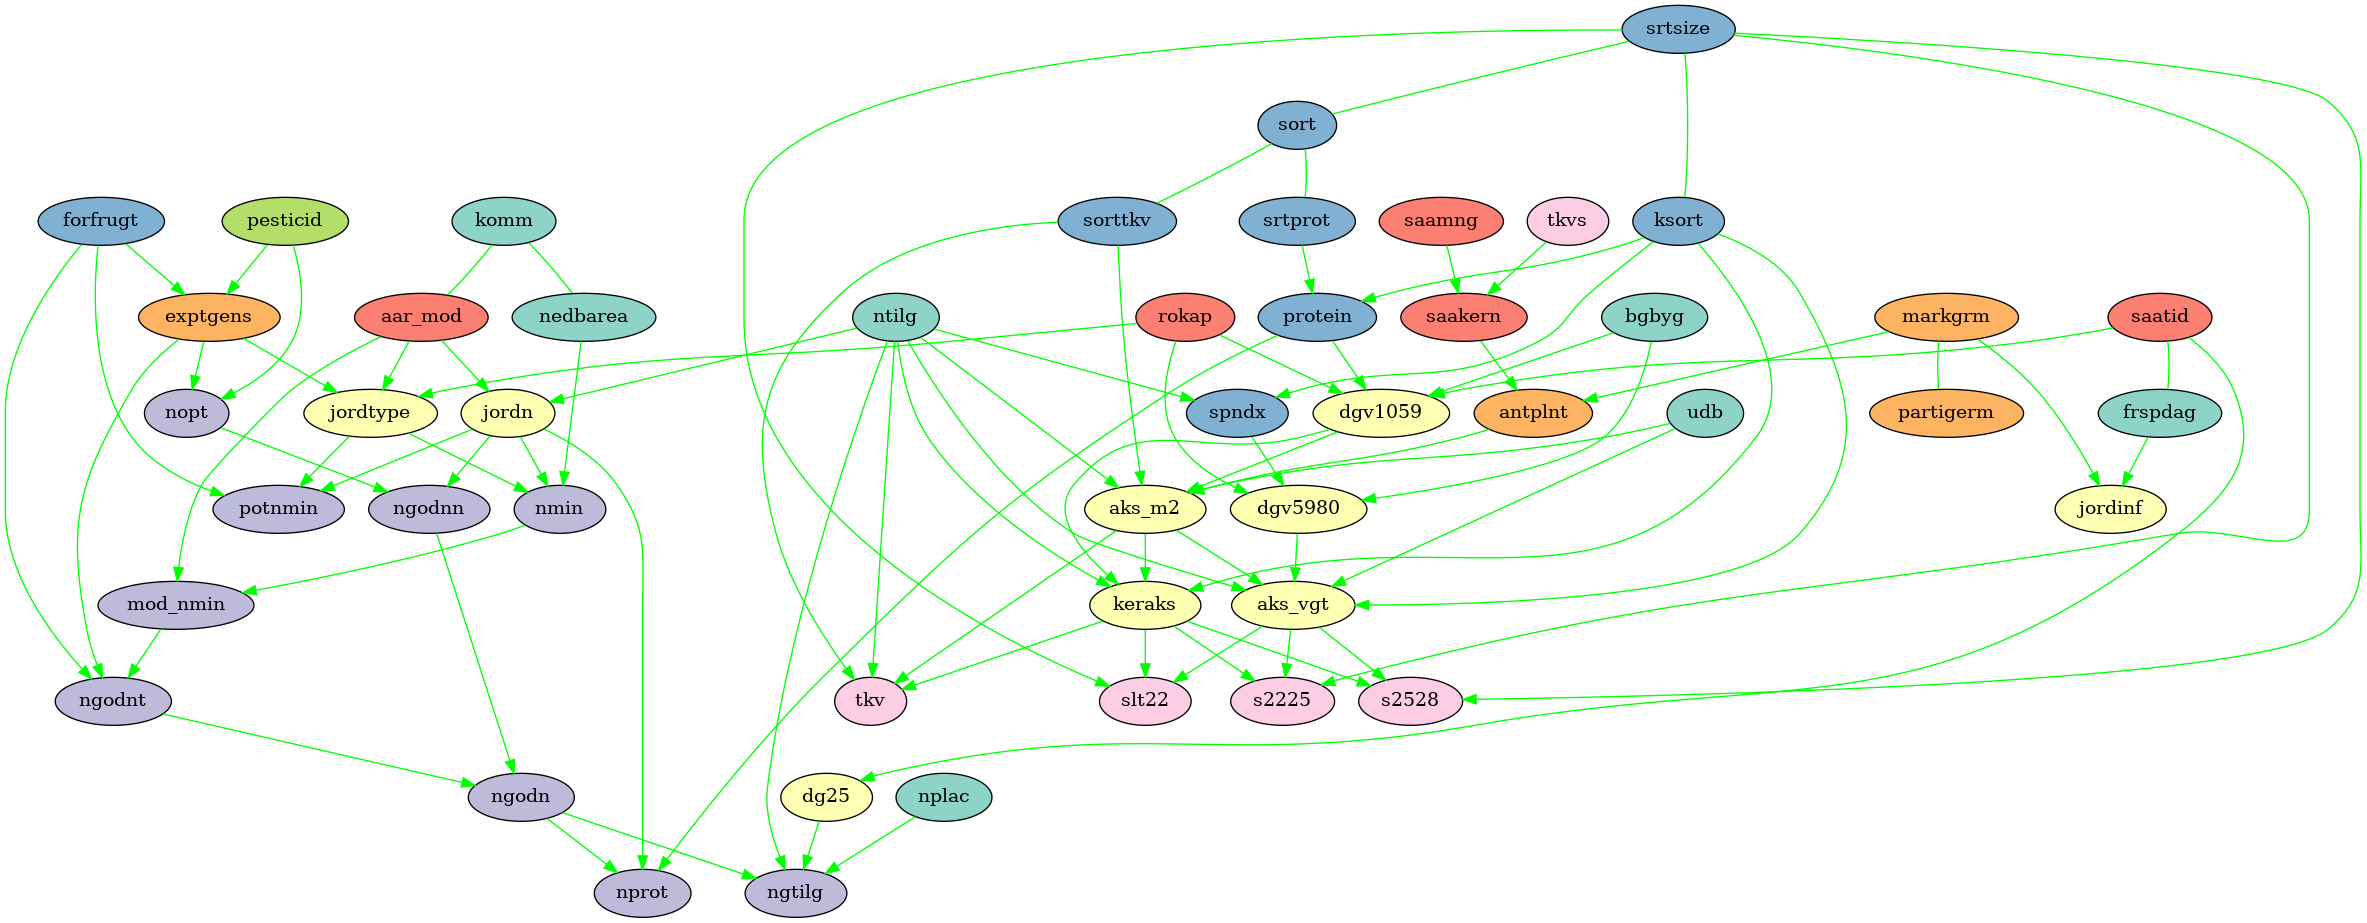 srtsize
sort
forfrugt
pesticid
komm
sorttkv
srtprot
saamng
tkvs
ksort
exptgens
aar_mod
nedbarea
ntilg
rokap
protein
saakern
bgbyg
markgrm
saatid
nopt
jordtype
jordn
spndx
dgv1059
antplnt
udb
partigerm
frspdag
potnmin
ngodnn
nmin
aks_m2
dgv5980
jordinf
mod_nmin
keraks
aks_vgt
ngodnt
tkv
slt22
s2225
s2528
ngodn
dg25
nplac
nprot
ngtilg